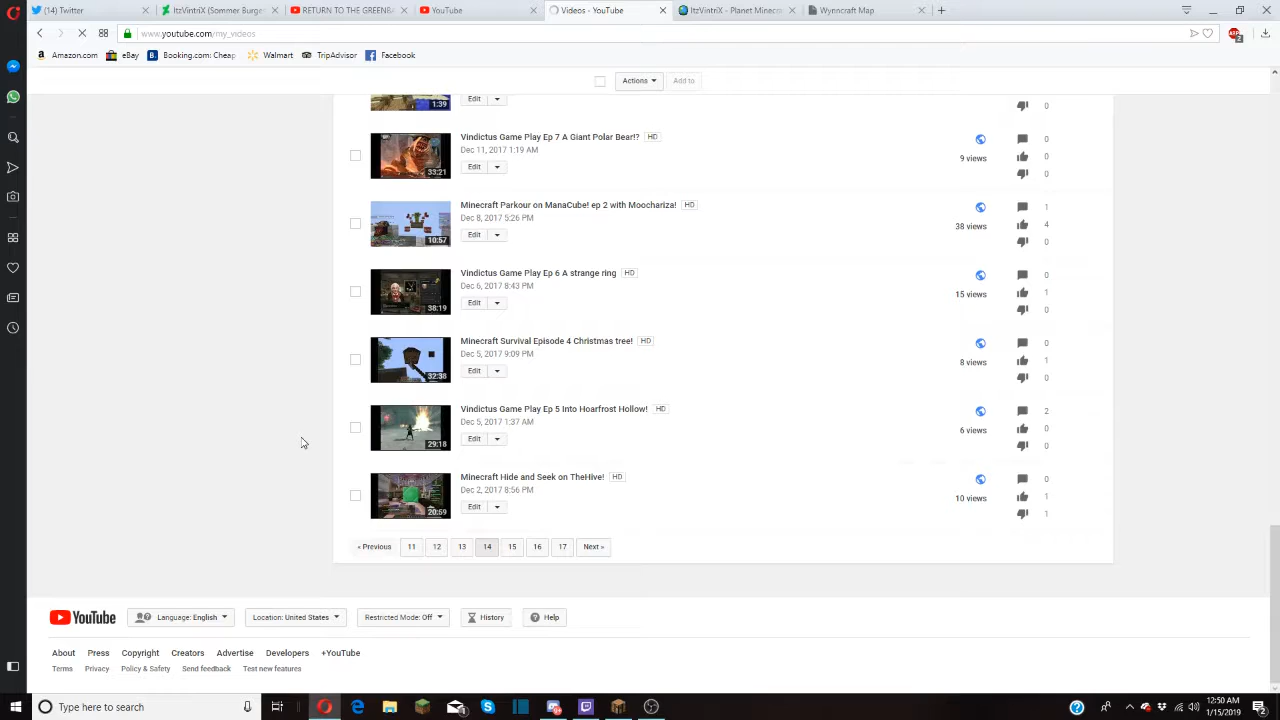 (14) Twitter
ItzVintriX (Sommer Burge
RETURN TO THE GREENB
YouTube
Videos - YouTube
ItzVintriX - Planet Minec
Wynncraft Map
www.youtube.com/my_videos
Amazon.com
eBay
Booking.com: Cheap
Walmart
TripAdvisor
Facebook
Actions
Add to
1:39
Edit
0
Vindictus Game Play Ep 7 A Giant Polar Bear!? HD
Dec 11, 2017 1:19 AM
33:21
Edit
9 views
0
0
0
Minecraft Parkour on ManaCube! ep 2 with Moochariza! HD
Dec 8, 2017 5:26 PM
10:57
Edit
38 views
1
4
0
Vindictus Game Play Ep 6 A strange ring HD
Dec 6, 2017 8:43 PM
38:19
Edit
15 views
0
1
0
Minecraft Survival Episode 4 Christmas tree! HD
Dec 5, 2017 9:09 PM
32:38
Edit
8 views
0
1
0
Vindictus Game Play Ep 5 Into Hoarfrost Hollow! HD
Dec 5, 2017 1:37 AM
29:18
Edit
6 views
2
0
0
Minecraft Hide and Seek on TheHive! HD
Dec 2, 2017 8:56 PM
20:59
Edit
10 views
0
1
1
« Previous 11 12 13 14 15 16 17 Next »
YouTube
Language: English
Location: United States
Restricted Mode: Off
History
Help
About Press Copyright Creators Advertise Developers +YouTube
Terms Privacy Policy & Safety Send feedback Test new features
Type here to search
12:50 AM
1/15/2019